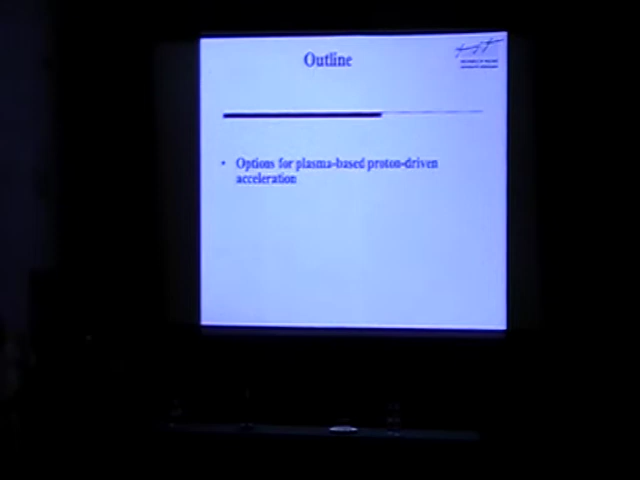 Outline
• Options for plasma-based proton-driven
acceleration